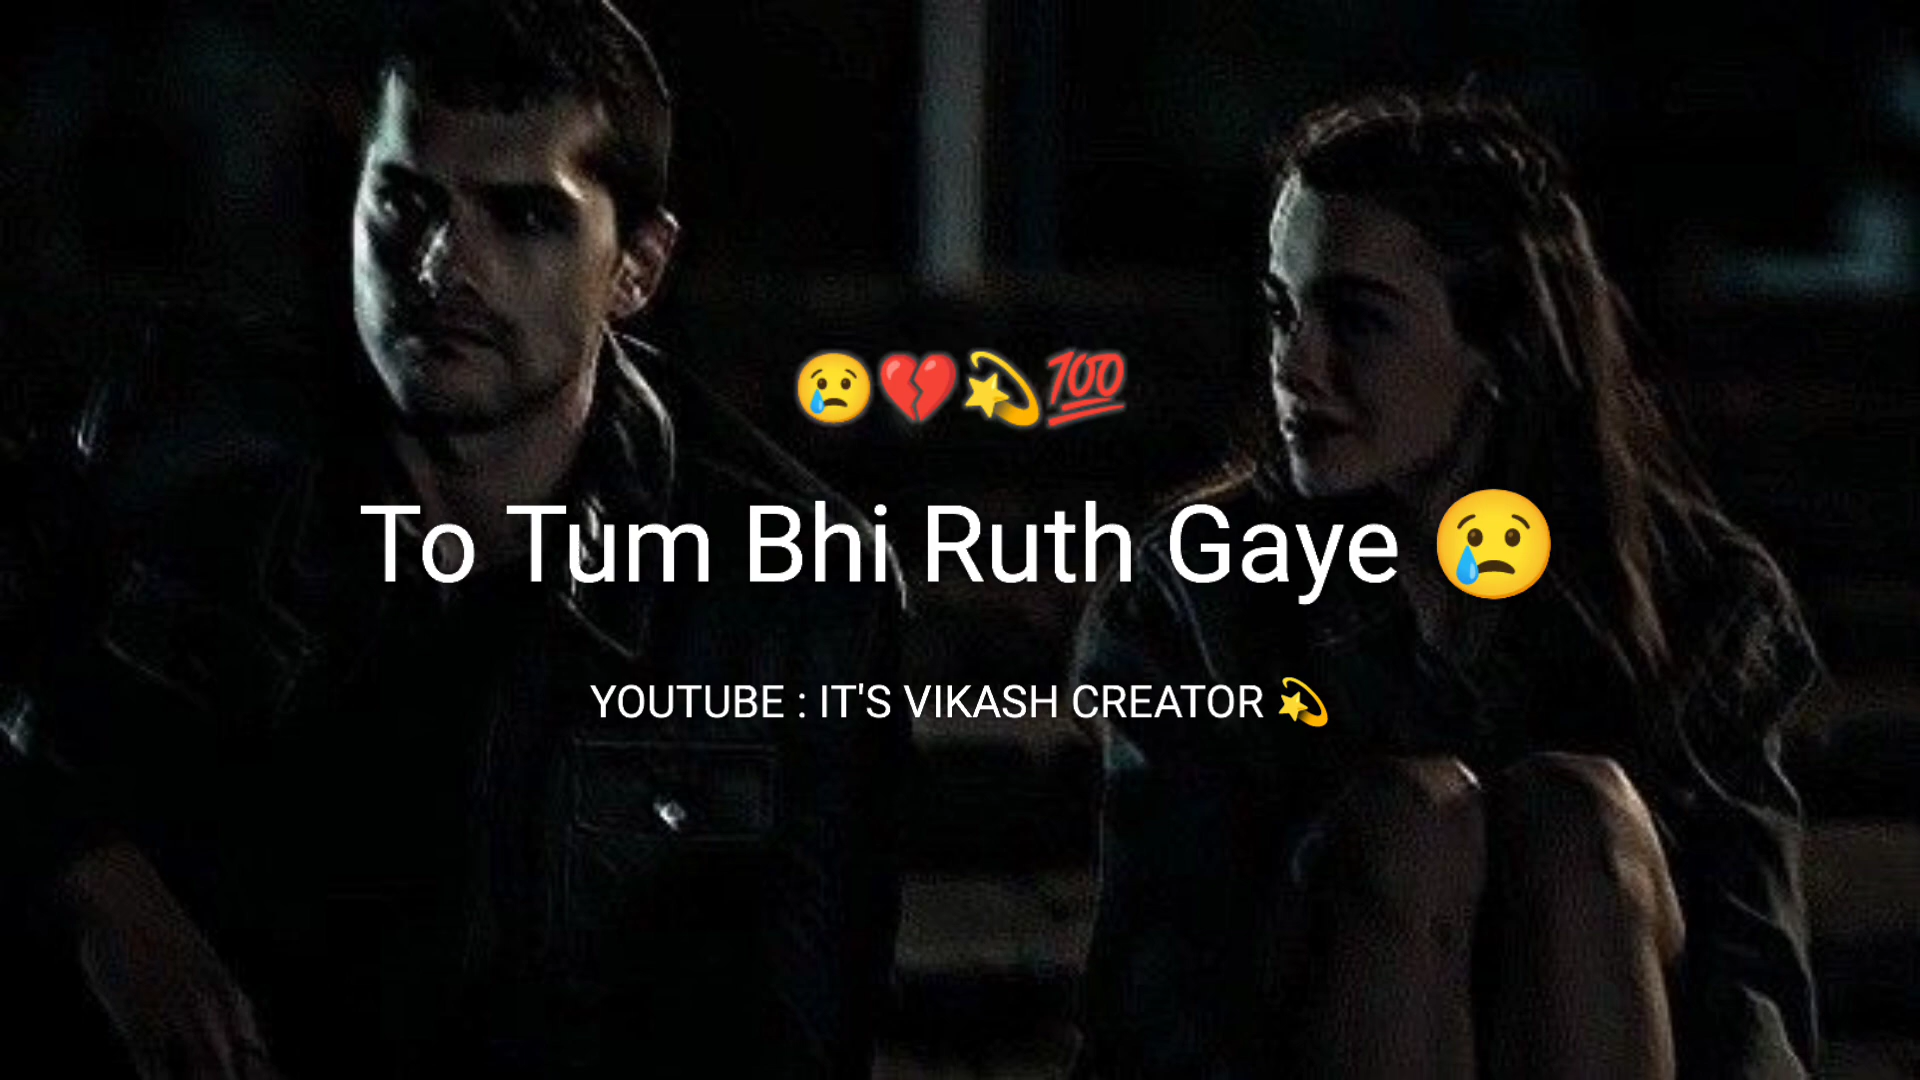 😢💔💫💯
To Tum Bhi Ruth Gaye 😢
YOUTUBE : IT'S VIKASH CREATOR 💫